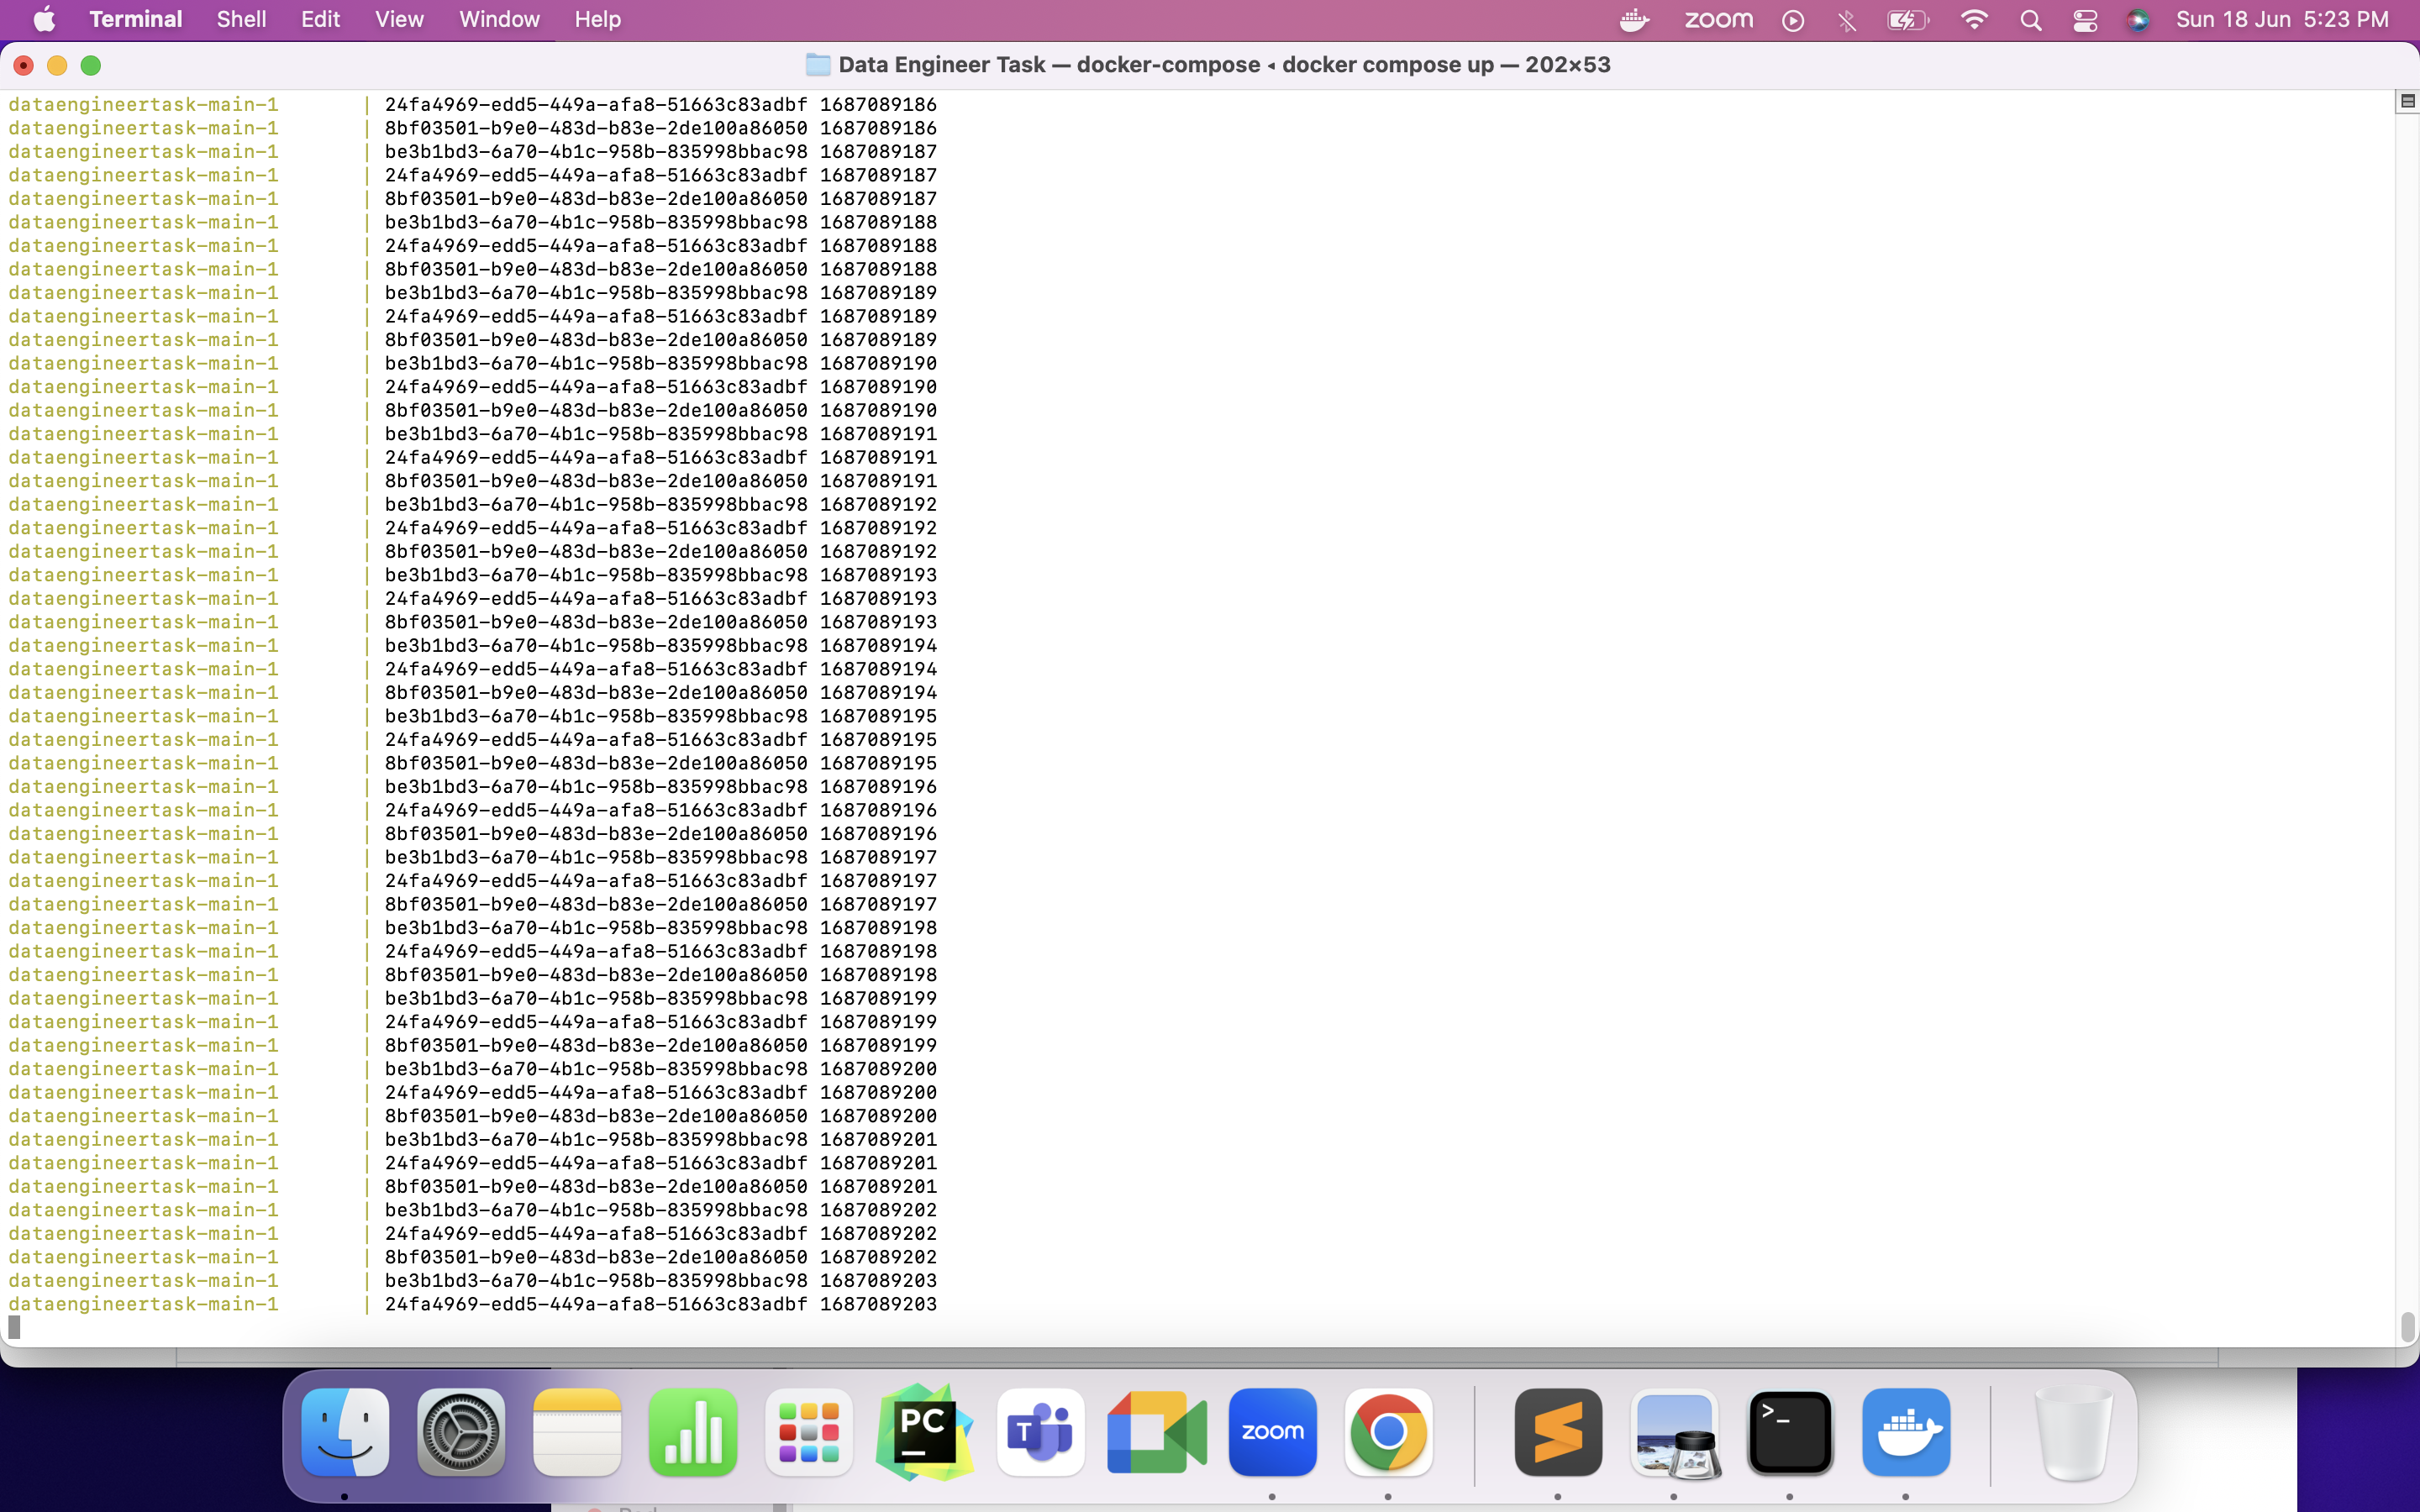 Terminal Shell Edit View Window Help zoom Sun 18 Jun 5:23 PM
Data Engineer Task — docker-compose ◂ docker compose up — 202×53
dataengineertask-main-1 | 24fa4969-edd5-449a-afa8-51663c83adbf 1687089186
dataengineertask-main-1 | 8bf03501-b9e0-483d-b83e-2de100a86050 1687089186
dataengineertask-main-1 | be3b1bd3-6a70-4b1c-958b-835998bbac98 1687089187
dataengineertask-main-1 | 24fa4969-edd5-449a-afa8-51663c83adbf 1687089187
dataengineertask-main-1 | 8bf03501-b9e0-483d-b83e-2de100a86050 1687089187
dataengineertask-main-1 | be3b1bd3-6a70-4b1c-958b-835998bbac98 1687089188
dataengineertask-main-1 | 24fa4969-edd5-449a-afa8-51663c83adbf 1687089188
dataengineertask-main-1 | 8bf03501-b9e0-483d-b83e-2de100a86050 1687089188
dataengineertask-main-1 | be3b1bd3-6a70-4b1c-958b-835998bbac98 1687089189
dataengineertask-main-1 | 24fa4969-edd5-449a-afa8-51663c83adbf 1687089189
dataengineertask-main-1 | 8bf03501-b9e0-483d-b83e-2de100a86050 1687089189
dataengineertask-main-1 | be3b1bd3-6a70-4b1c-958b-835998bbac98 1687089190
dataengineertask-main-1 | 24fa4969-edd5-449a-afa8-51663c83adbf 1687089190
dataengineertask-main-1 | 8bf03501-b9e0-483d-b83e-2de100a86050 1687089190
dataengineertask-main-1 | be3b1bd3-6a70-4b1c-958b-835998bbac98 1687089191
dataengineertask-main-1 | 24fa4969-edd5-449a-afa8-51663c83adbf 1687089191
dataengineertask-main-1 | 8bf03501-b9e0-483d-b83e-2de100a86050 1687089191
dataengineertask-main-1 | be3b1bd3-6a70-4b1c-958b-835998bbac98 1687089192
dataengineertask-main-1 | 24fa4969-edd5-449a-afa8-51663c83adbf 1687089192
dataengineertask-main-1 | 8bf03501-b9e0-483d-b83e-2de100a86050 1687089192
dataengineertask-main-1 | be3b1bd3-6a70-4b1c-958b-835998bbac98 1687089193
dataengineertask-main-1 | 24fa4969-edd5-449a-afa8-51663c83adbf 1687089193
dataengineertask-main-1 | 8bf03501-b9e0-483d-b83e-2de100a86050 1687089193
dataengineertask-main-1 | be3b1bd3-6a70-4b1c-958b-835998bbac98 1687089194
dataengineertask-main-1 | 24fa4969-edd5-449a-afa8-51663c83adbf 1687089194
dataengineertask-main-1 | 8bf03501-b9e0-483d-b83e-2de100a86050 1687089194
dataengineertask-main-1 | be3b1bd3-6a70-4b1c-958b-835998bbac98 1687089195
dataengineertask-main-1 | 24fa4969-edd5-449a-afa8-51663c83adbf 1687089195
dataengineertask-main-1 | 8bf03501-b9e0-483d-b83e-2de100a86050 1687089195
dataengineertask-main-1 | be3b1bd3-6a70-4b1c-958b-835998bbac98 1687089196
dataengineertask-main-1 | 24fa4969-edd5-449a-afa8-51663c83adbf 1687089196
dataengineertask-main-1 | 8bf03501-b9e0-483d-b83e-2de100a86050 1687089196
dataengineertask-main-1 | be3b1bd3-6a70-4b1c-958b-835998bbac98 1687089197
dataengineertask-main-1 | 24fa4969-edd5-449a-afa8-51663c83adbf 1687089197
dataengineertask-main-1 | 8bf03501-b9e0-483d-b83e-2de100a86050 1687089197
dataengineertask-main-1 | be3b1bd3-6a70-4b1c-958b-835998bbac98 1687089198
dataengineertask-main-1 | 24fa4969-edd5-449a-afa8-51663c83adbf 1687089198
dataengineertask-main-1 | 8bf03501-b9e0-483d-b83e-2de100a86050 1687089198
dataengineertask-main-1 | be3b1bd3-6a70-4b1c-958b-835998bbac98 1687089199
dataengineertask-main-1 | 24fa4969-edd5-449a-afa8-51663c83adbf 1687089199
dataengineertask-main-1 | 8bf03501-b9e0-483d-b83e-2de100a86050 1687089199
dataengineertask-main-1 | be3b1bd3-6a70-4b1c-958b-835998bbac98 1687089200
dataengineertask-main-1 | 24fa4969-edd5-449a-afa8-51663c83adbf 1687089200
dataengineertask-main-1 | 8bf03501-b9e0-483d-b83e-2de100a86050 1687089200
dataengineertask-main-1 | be3b1bd3-6a70-4b1c-958b-835998bbac98 1687089201
dataengineertask-main-1 | 24fa4969-edd5-449a-afa8-51663c83adbf 1687089201
dataengineertask-main-1 | 8bf03501-b9e0-483d-b83e-2de100a86050 1687089201
dataengineertask-main-1 | be3b1bd3-6a70-4b1c-958b-835998bbac98 1687089202
dataengineertask-main-1 | 24fa4969-edd5-449a-afa8-51663c83adbf 1687089202
dataengineertask-main-1 | 8bf03501-b9e0-483d-b83e-2de100a86050 1687089202
dataengineertask-main-1 | be3b1bd3-6a70-4b1c-958b-835998bbac98 1687089203
dataengineertask-main-1 | 24fa4969-edd5-449a-afa8-51663c83adbf 1687089203
PC T zoom >_